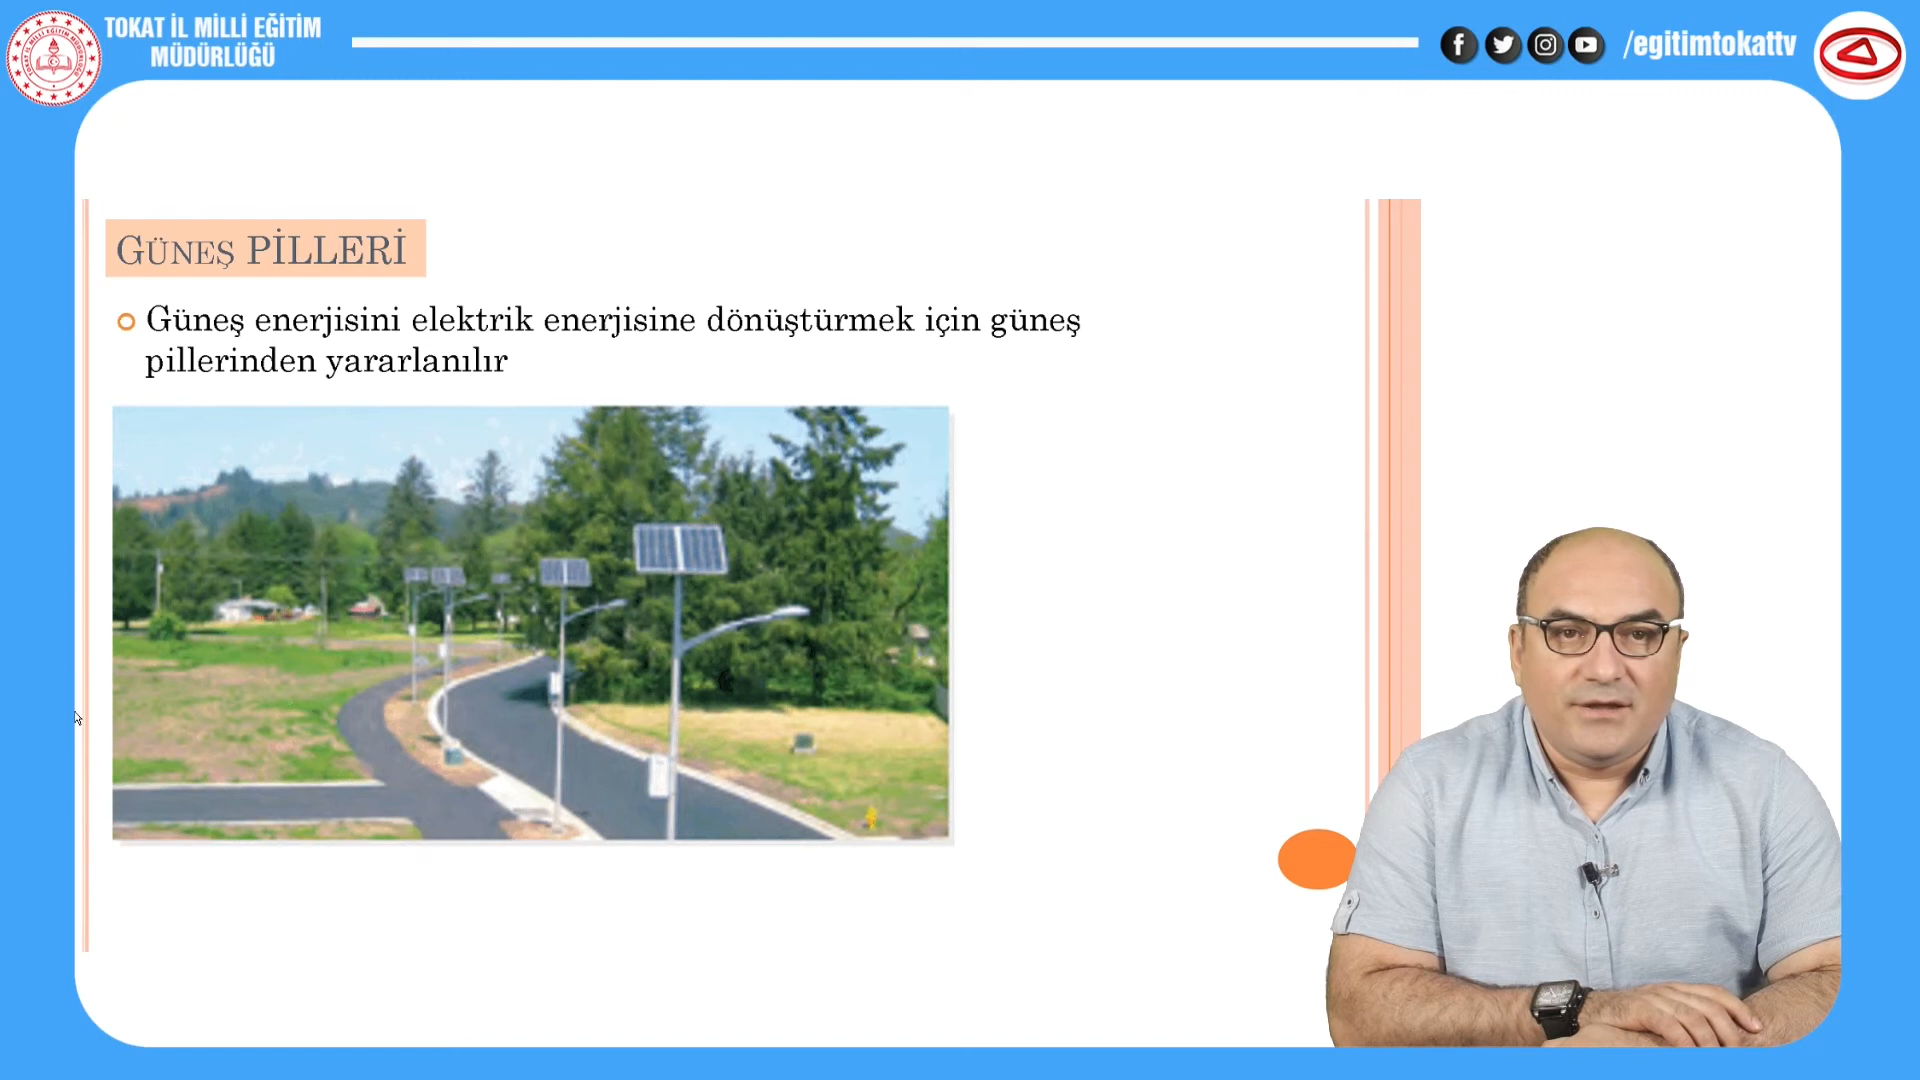 TOKAT İL MİLLİ EĞİTİM
MÜDÜRLÜĞÜ
/egitimtokattv
GÜNEŞ PİLLERİ
Güneş enerjisini elektrik enerjisine dönüştürmek için güneş
pillerinden yararlanılır